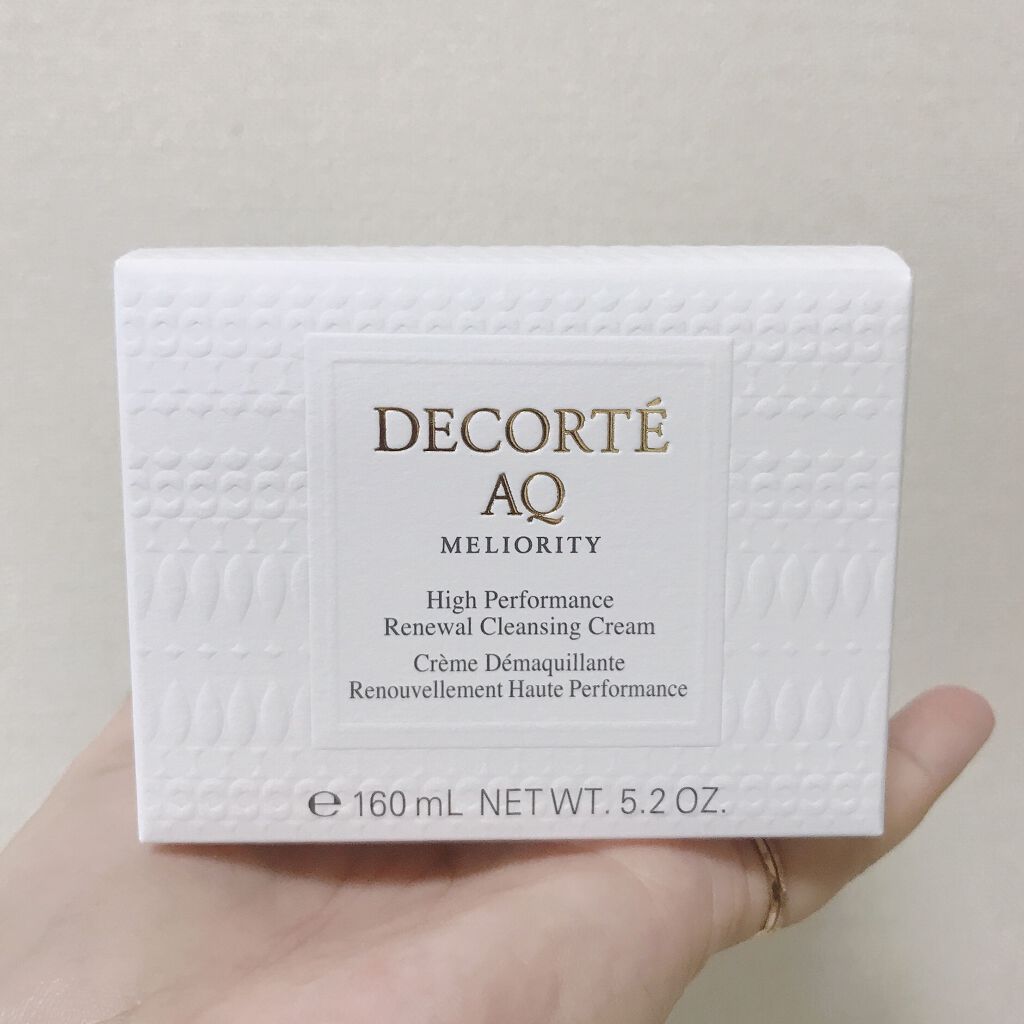 DECORTÉ
AQ
MELIORITY
High Performance
Renewal Cleansing Cream
Crème Démaquillante
Renouvellement Haute Performance
℮ 160 mL NET WT. 5.2 OZ.